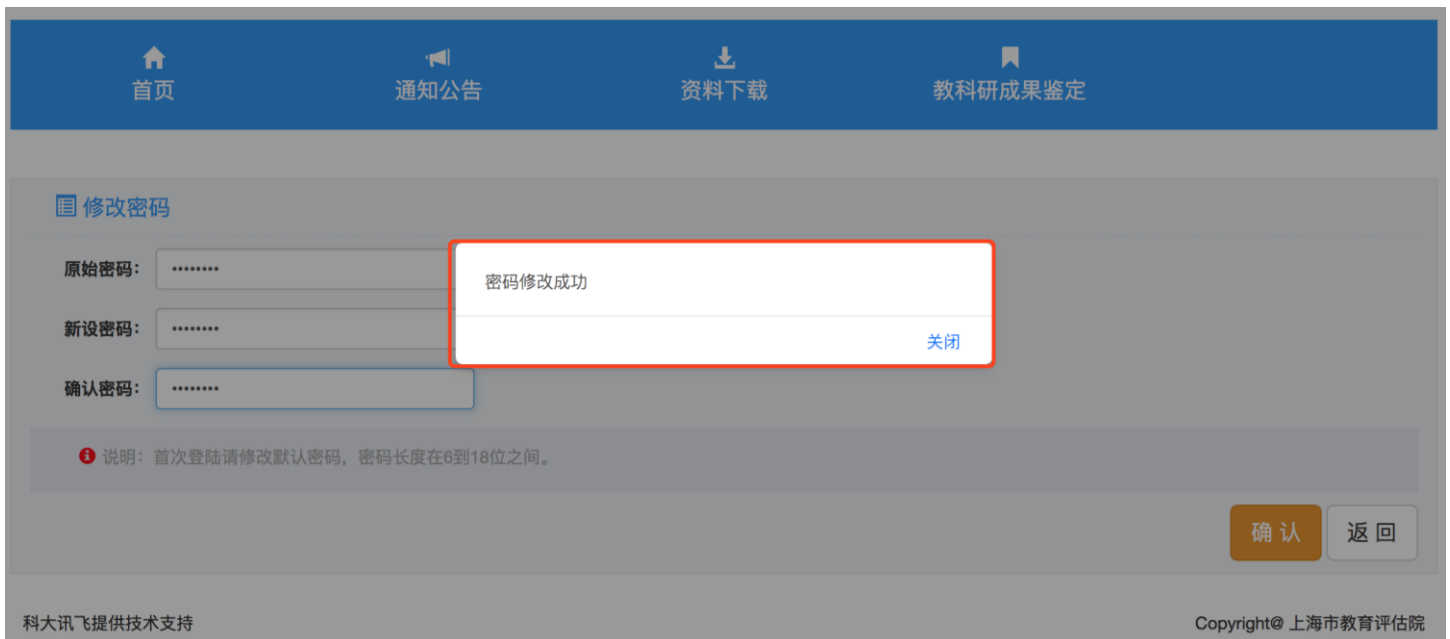 首页 通知公告 资料下载 教科研成果鉴定
修改密码
原始密码： ••••••••
密码修改成功
新设密码： ••••••••
关闭
确认密码： ••••••••
说明：首次登陆请修改默认密码，密码长度在6到18位之间。
确 认 返 回
科大讯飞提供技术支持 Copyright@ 上海市教育评估院